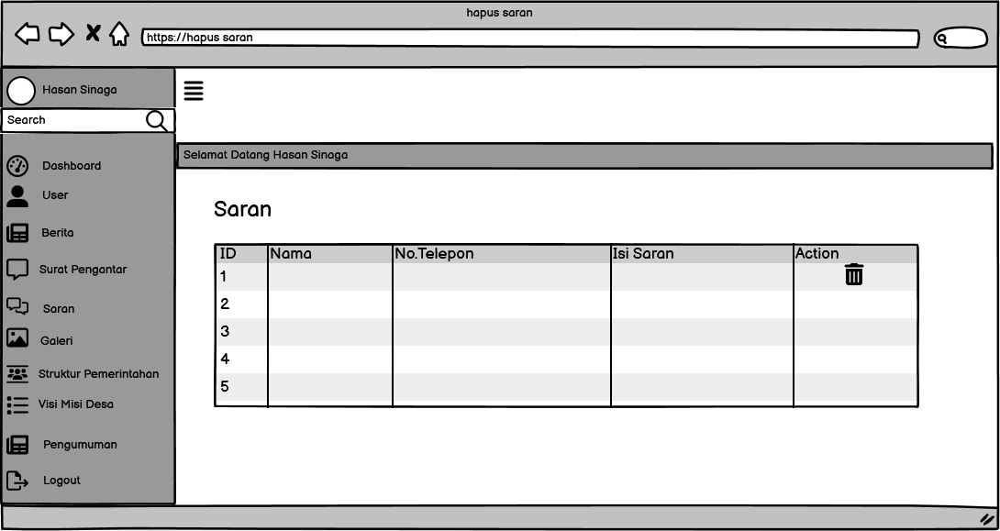 hapus saran
https://hapus saran
Hasan Sinaga
Search
Selamat Datang Hasan Sinaga
Dashboard
User
Berita
Surat Pengantar
Saran
Galeri
Struktur Pemerintahan
Visi Misi Desa
Pengumuman
Logout
Saran
ID Nama No.Telepon Isi Saran Action
1
2
3
4
5